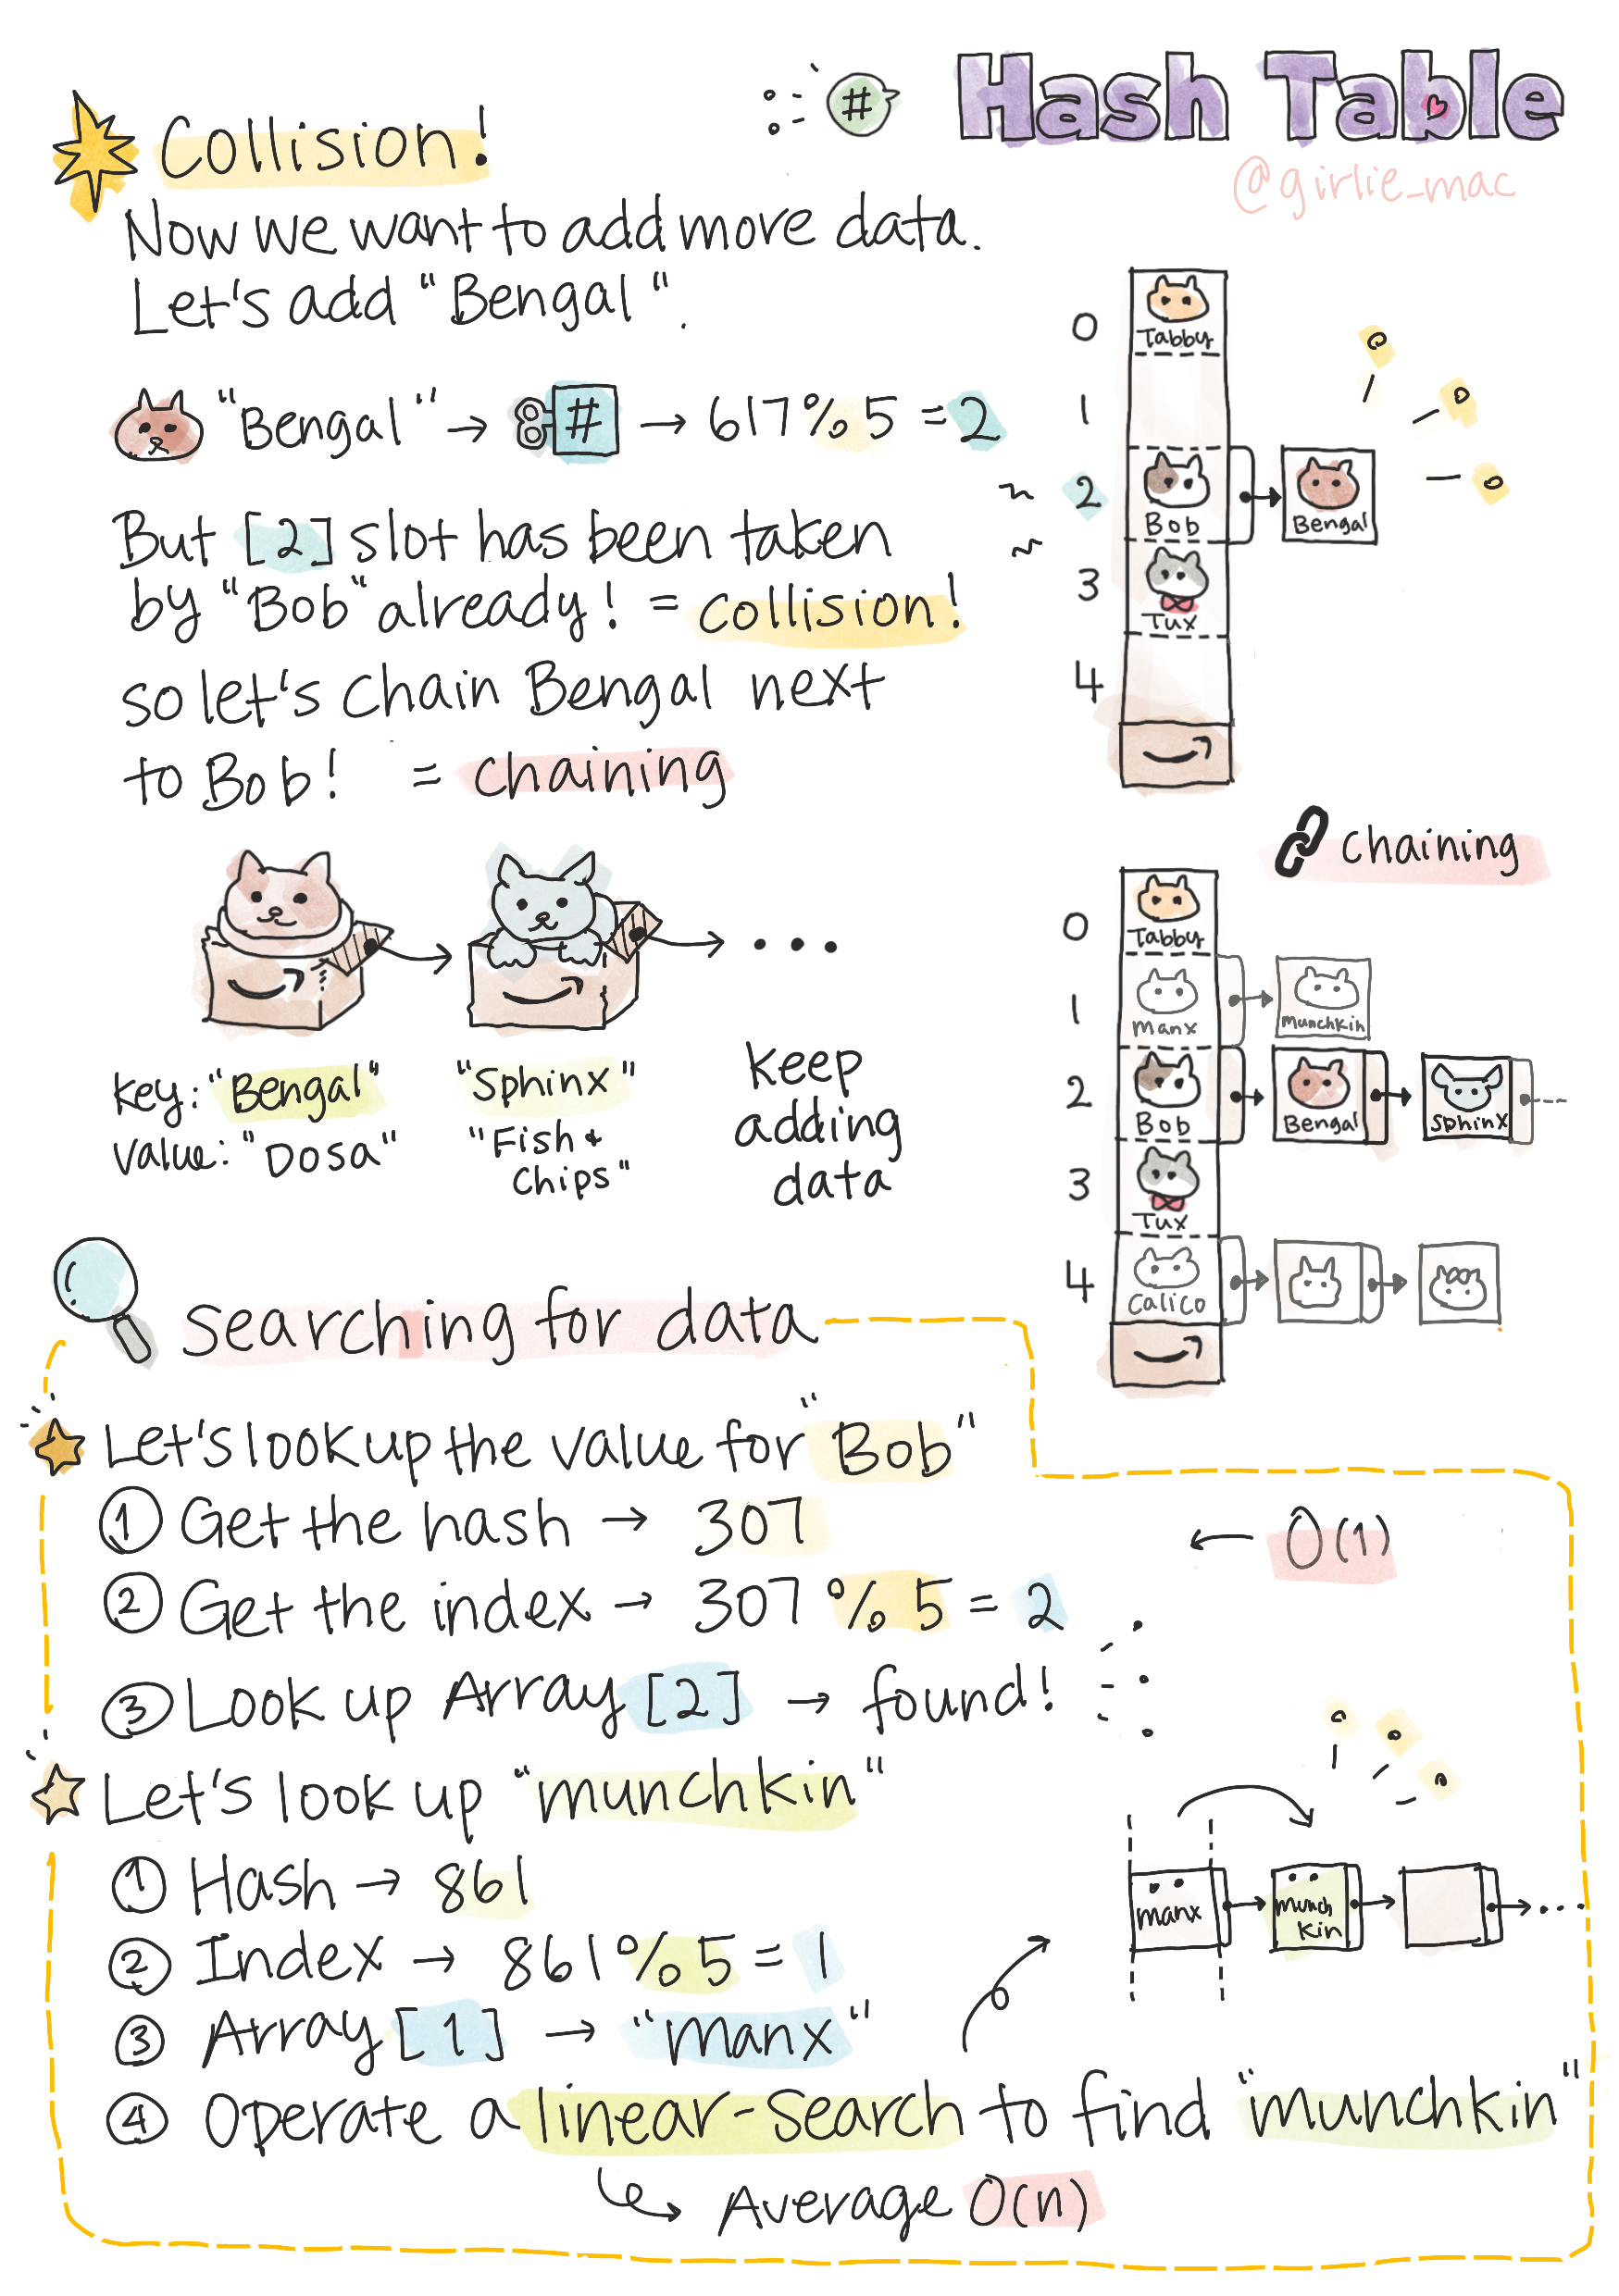 # Hash Table
@girlie_mac
Collision!
Now we want to add more data.
Let's add "Bengal".
"Bengal" → # → 617 % 5 = 2
But [2] slot has been taken
by "Bob" already! = collision!
so let's chain Bengal next
to Bob! = chaining
0 Tabby
1
2 Bob Bengal
3 Tux
4
Key: "Bengal"
Value: "Dosa"
"Sphinx"
"Fish &
Chips"
...
Keep
adding
data
chaining
0 Tabby
1 Manx Munchkin
2 Bob Bengal Sphinx
3 Tux
4 Calico
Searching for data
Let's look up the value for "Bob"
① Get the hash → 307
← O(1)
② Get the index → 307 % 5 = 2
③ Look up Array [2] → found!
Let's look up "munchkin"
① Hash → 861
② Index → 861 % 5 = 1
③ Array [1] → "manx"
④ Operate a linear-search to find "munchkin"
Average O(n)
manx → munch
kin → → ...